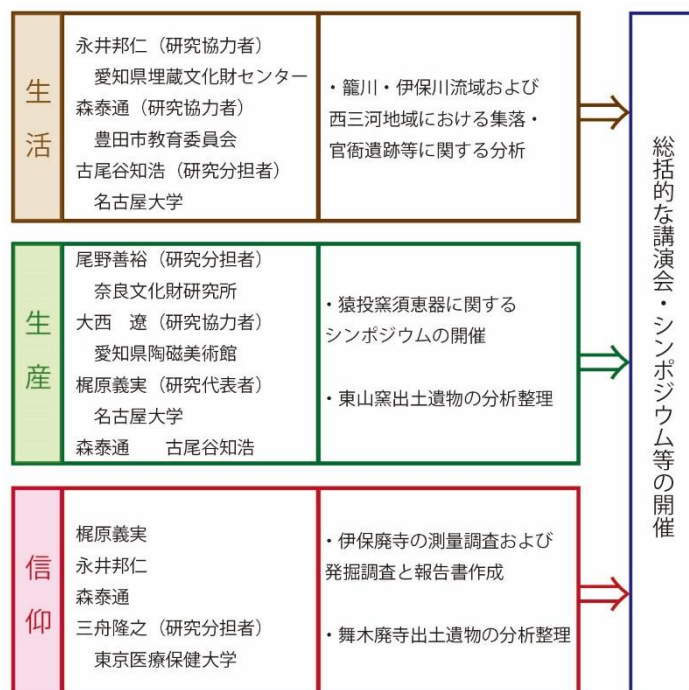 生活
永井邦仁（研究協力者）
愛知県埋蔵文化財センター
森泰通（研究協力者）
豊田市教育委員会
古尾谷知浩（研究分担者）
名古屋大学
・籠川・伊保川流域および
西三河地域における集落・
官衙遺跡等に関する分析
生産
尾野善裕（研究分担者）
奈良文化財研究所
大西　遼（研究協力者）
愛知県陶磁美術館
梶原義実（研究代表者）
名古屋大学
森泰通　　古尾谷知浩
・猿投窯須恵器に関する
シンポジウムの開催
・東山窯出土遺物の分析整理
信仰
梶原義実
永井邦仁
森泰通
三舟隆之（研究分担者）
東京医療保健大学
・伊保廃寺の測量調査および
発掘調査と報告書作成
・舞木廃寺出土遺物の分析整理
総括的な講演会・シンポジウム等の開催